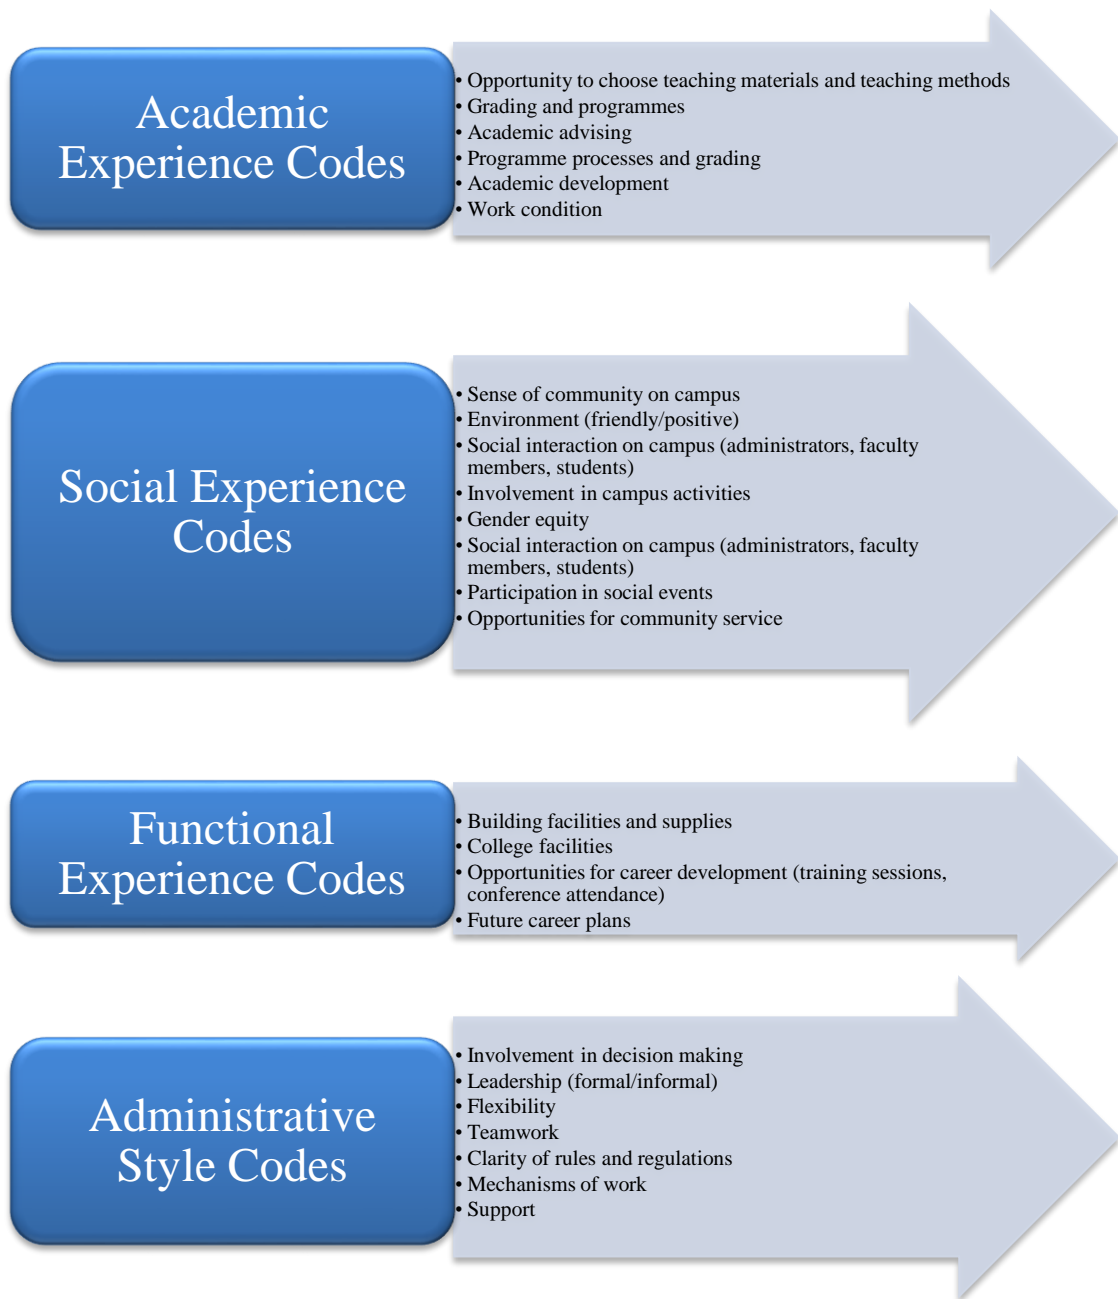 Academic
Experience Codes
• Opportunity to choose teaching materials and teaching methods
• Grading and programmes
• Academic advising
• Programme processes and grading
• Academic development
• Work condition
Social Experience
Codes
• Sense of community on campus
• Environment (friendly/positive)
• Social interaction on campus (administrators, faculty
members, students)
• Involvement in campus activities
• Gender equity
• Social interaction on campus (administrators, faculty
members, students)
• Participation in social events
• Opportunities for community service
Functional
Experience Codes
• Building facilities and supplies
• College facilities
• Opportunities for career development (training sessions,
conference attendance)
• Future career plans
Administrative
Style Codes
• Involvement in decision making
• Leadership (formal/informal)
• Flexibility
• Teamwork
• Clarity of rules and regulations
• Mechanisms of work
• Support